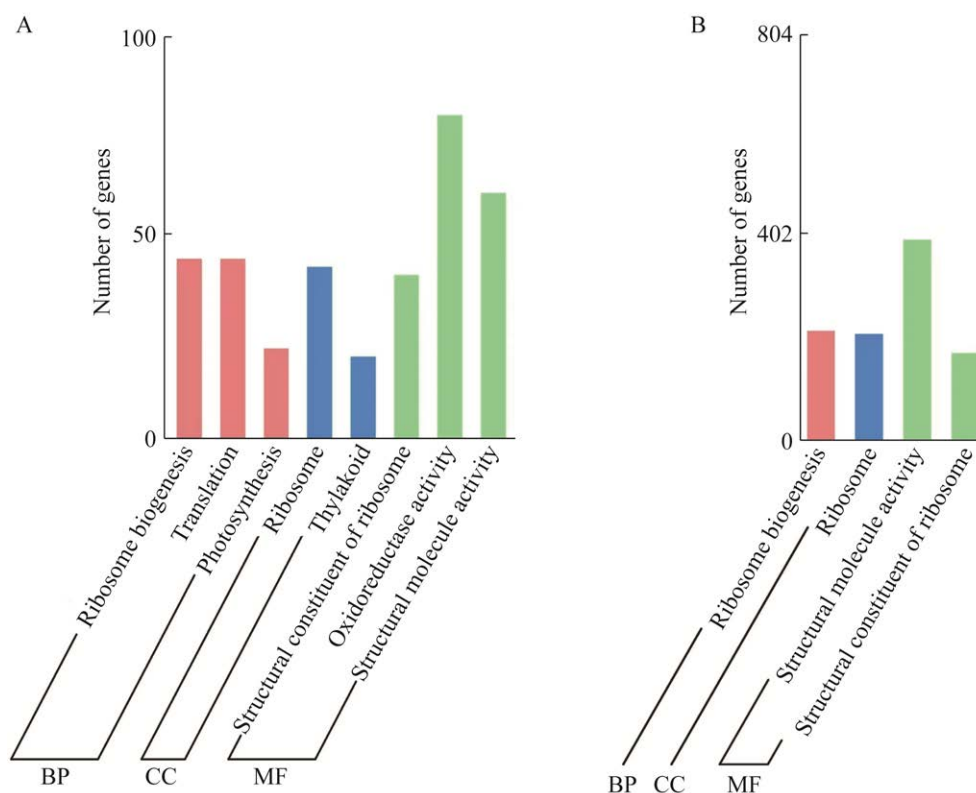 A
100
50
0
Number of genes
Ribosome biogenesis
Translation
Photosynthesis
Ribosome
Thylakoid
Structural constituent of ribosome
Oxidoreductase activity
Structural molecule activity
BP
CC
MF
B
804
402
0
Number of genes
Ribosome biogenesis
Ribosome
Structural molecule activity
Structural constituent of ribosome
BP
CC
MF